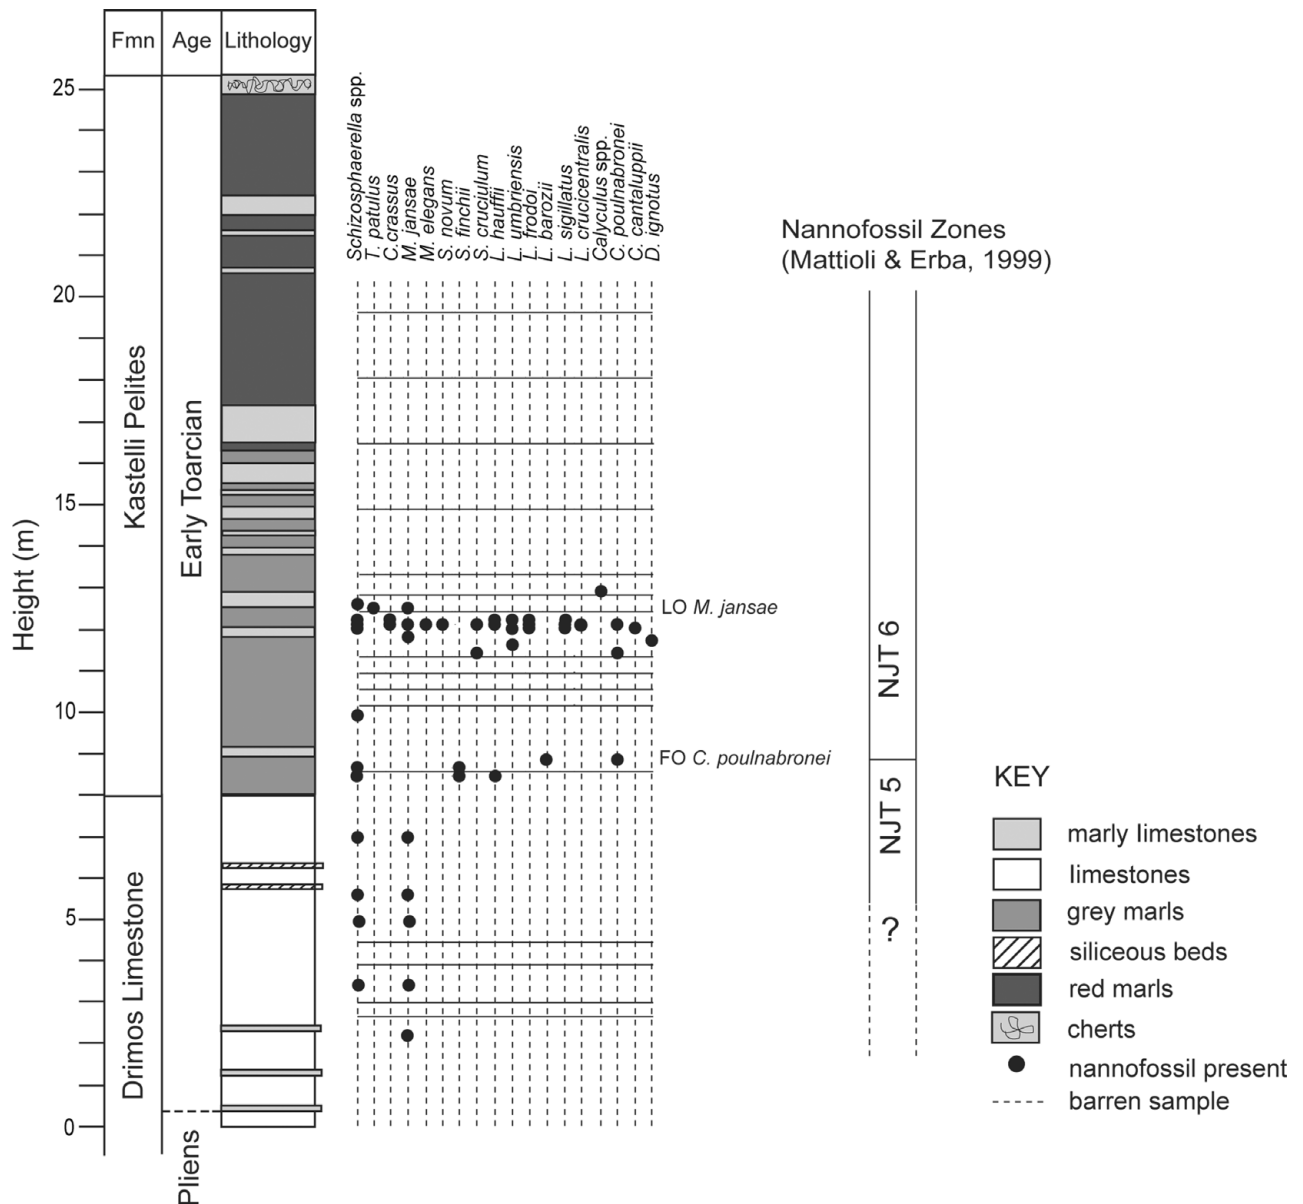 Fmn
Age
Lithology
Height (m)
25
20
15
10
5
0
Kastelli Pelites
Drimos Limestone
Early Toarcian
Pliens
Schizosphaerella spp.
T. patulus
C.crassus
M. jansae
M. elegans
S. novum
S. finchii
S. cruciulum
L. hauffii
L. umbriensis
L. frodoi
L. barozii
L. sigillatus
L. crucicentralis
Calyculus spp.
C. poulnabronei
C. cantaluppii
D. ignotus
LO M. jansae
FO C. poulnabronei
Nannofossil Zones
(Mattioli & Erba, 1999)
NJT 6
NJT 5
?
KEY
marly limestones
limestones
grey marls
siliceous beds
red marls
cherts
nannofossil present
barren sample